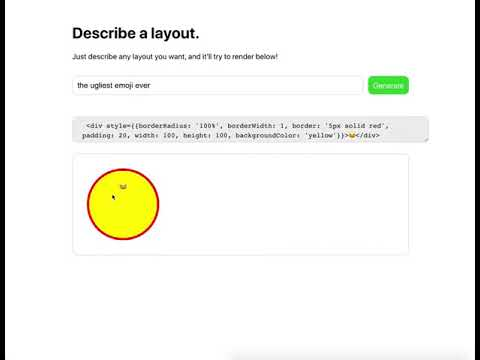 Describe a layout.
Just describe any layout you want, and it'll try to render below!
the ugliest emoji ever
Generate
<div style={{borderRadius: '100%', borderWidth: 1, border: '5px solid red',
padding: 20, width: 100, height: 100, backgroundColor: 'yellow'}}>😹</div>